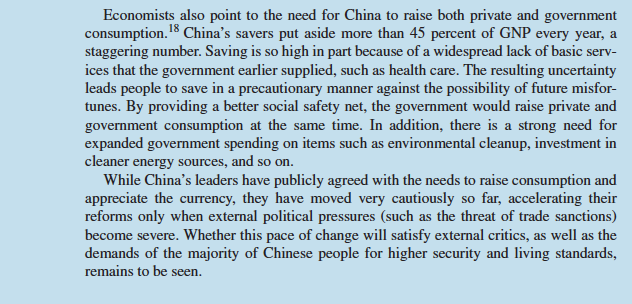 Economists also point to the need for China to raise both private and government
consumption.18 China's savers put aside more than 45 percent of GNP every year, a
staggering number. Saving is so high in part because of a widespread lack of basic serv-
ices that the government earlier supplied, such as health care. The resulting uncertainty
leads people to save in a precautionary manner against the possibility of future misfor-
tunes. By providing a better social safety net, the government would raise private and
government consumption at the same time. In addition, there is a strong need for
expanded government spending on items such as environmental cleanup, investment in
cleaner energy sources, and so on.
While China's leaders have publicly agreed with the needs to raise consumption and
appreciate the currency, they have moved very cautiously so far, accelerating their
reforms only when external political pressures (such as the threat of trade sanctions)
become severe. Whether this pace of change will satisfy external critics, as well as the
demands of the majority of Chinese people for higher security and living standards,
remains to be seen.